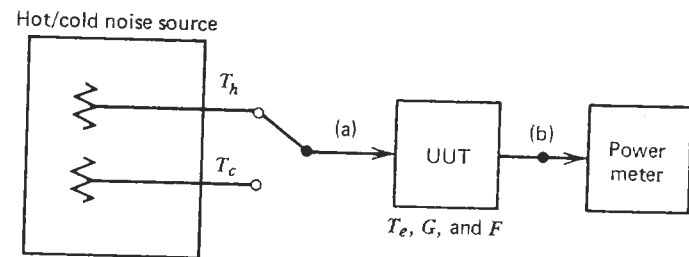 Hot/cold noise source
T_h
(a)
(b)
UUT
Power
meter
T_c
T_e, G, and F